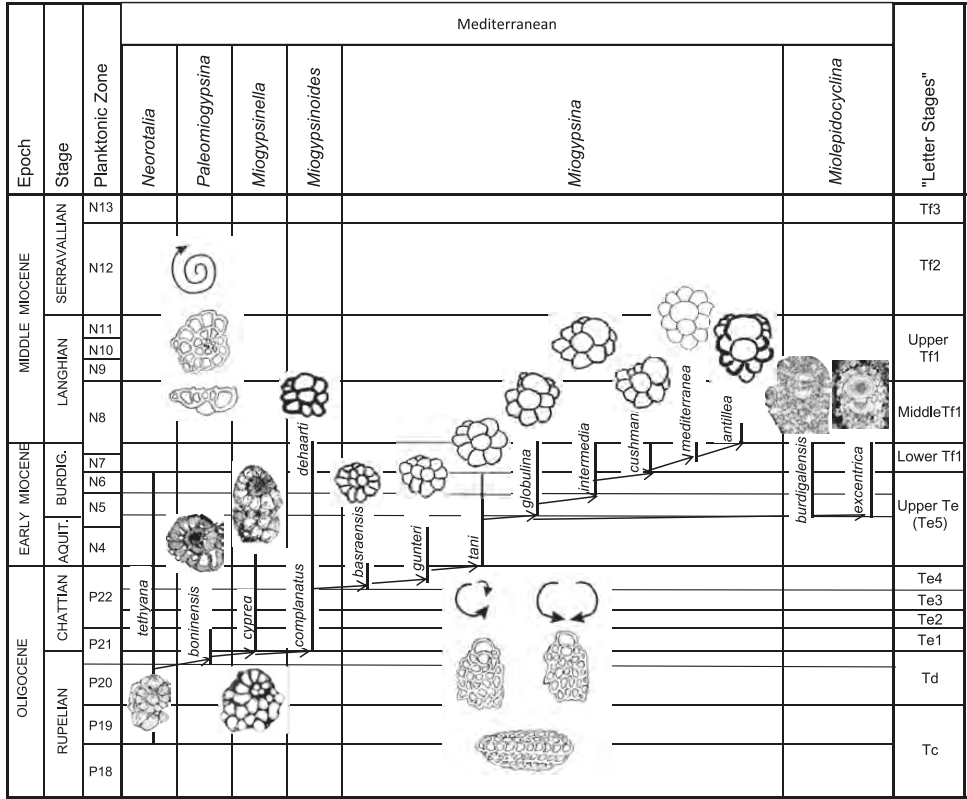 Mediterranean
Epoch
Stage
Planktonic Zone
Neorotalia
Paleomiogypsina
Miogypsinella
Miogypsinoides
Miogypsina
Miolepidocyclina
"Letter Stages"
MIDDLE MIOCENE
EARLY MIOCENE
OLIGOCENE
SERRAVALLIAN
LANGHIAN
BURDIG.
AQUIT.
CHATTIAN
RUPELIAN
N13
N12
N11
N10
N9
N8
N7
N6
N5
N4
P22
P21
P20
P19
P18
tethyana
boninensis
cyprea
complanatus
dehaarti
basraensis
gunteri
tani
globulina
intermedia
cushmani
mediterranea
antillea
burdigalensis
excentrica
Tf3
Tf2
Upper
Tf1
MiddleTf1
Lower Tf1
Upper Te
(Te5)
Te4
Te3
Te2
Te1
Td
Tc